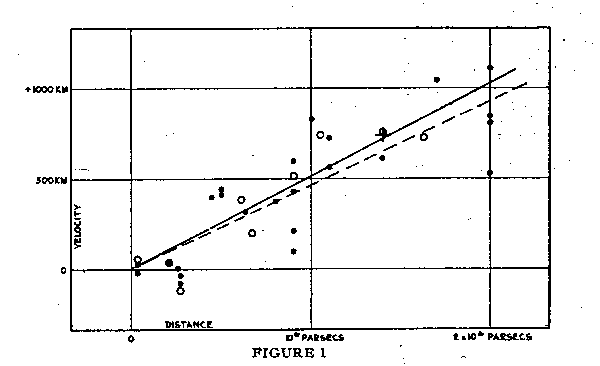 +1000 KM
500 KM
0
VELOCITY
DISTANCE
0
10⁶ PARSECS
2 x 10⁶ PARSECS
FIGURE 1